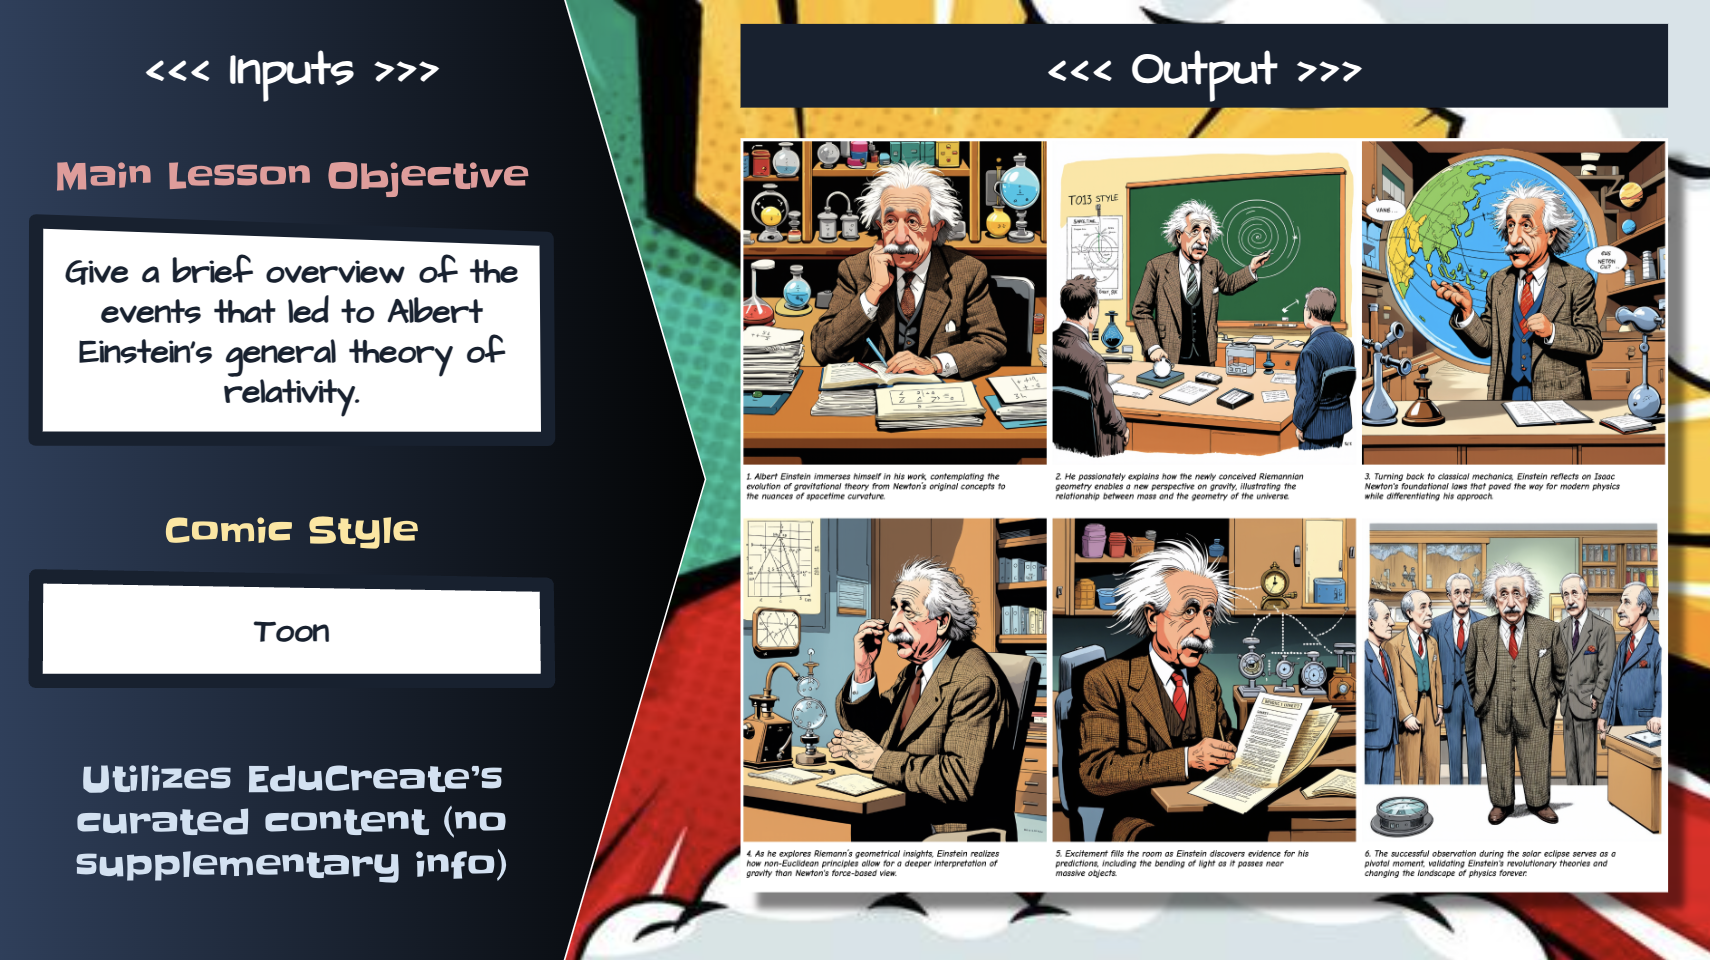 <<< Inputs >>>
Main Lesson Objective
Give a brief overview of the
events that led to Albert
Einstein's general theory of
relativity.
Comic Style
Toon
Utilizes EduCreate's
curated content (no
supplementary info)
<<< Output >>>
TO13 STYLE
1. Albert Einstein immerses himself in his work, contemplating the
evolution of gravitational theory from Newton's original concepts to
the nuances of spacetime curvature.
2. He passionately explains how the newly conceived Riemannian
geometry enables a new perspective on gravity, illustrating the
relationship between mass and the geometry of the universe.
3. Turning back to classical mechanics, Einstein reflects on Isaac
Newton's foundational laws that paved the way for modern physics
while differentiating his approach.
4. As he explores Riemann's geometrical insights, Einstein realizes
how non-Euclidean principles allow for a deeper interpretation of
gravity than Newton's force-based view.
5. Excitement fills the room as Einstein discovers evidence for his
predictions, including the bending of light as it passes near
massive objects.
6. The successful observation during the solar eclipse serves as a
pivotal moment, validating Einstein's revolutionary theories and
changing the landscape of physics forever.